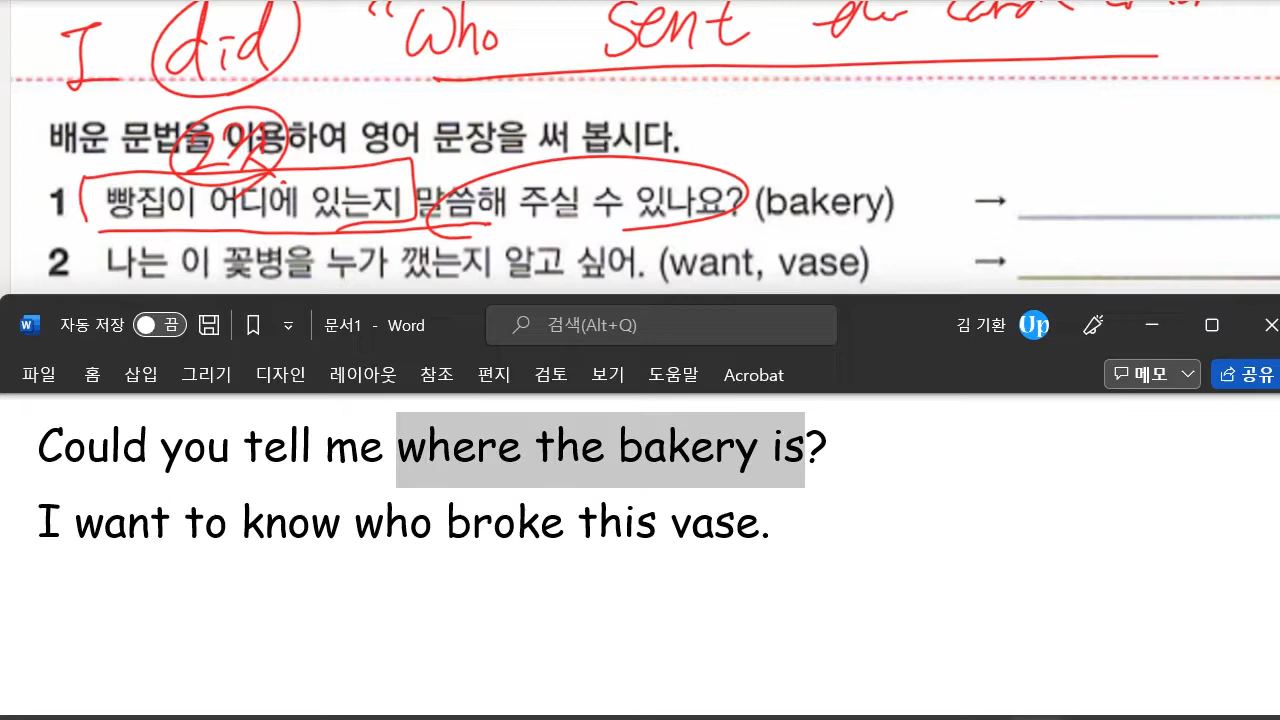 I did "Who sent the
배운 문법을 이용하여 영어 문장을 써 봅시다.
1 빵집이 어디에 있는지 말씀해 주실 수 있나요? (bakery) →
2 나는 이 꽃병을 누가 깼는지 알고 싶어. (want, vase) →
자동 저장 끔 문서1 - Word 검색(Alt+Q) 김 기환 Up
파일 홈 삽입 그리기 디자인 레이아웃 참조 편지 검토 보기 도움말 Acrobat 메모 공유
Could you tell me where the bakery is?
I want to know who broke this vase.